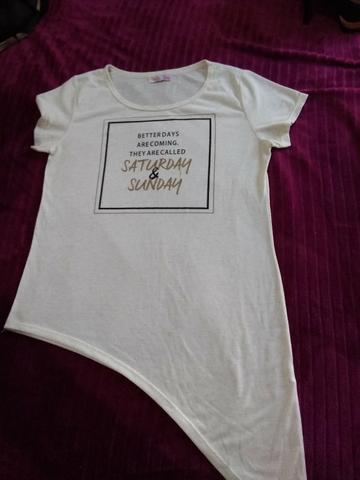 BETTER DAYS
ARE COMING.
THEY ARE CALLED
SATURDAY
&
SUNDAY